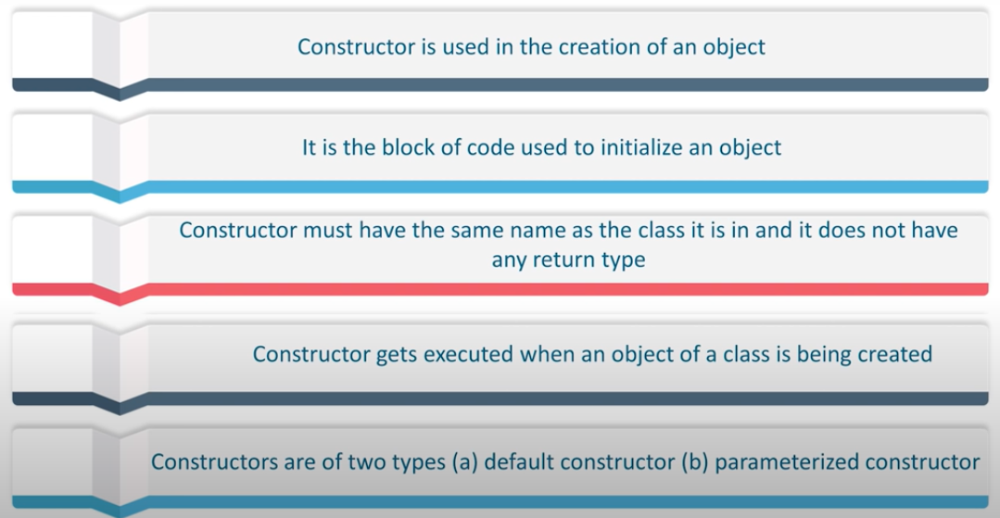 Constructor is used in the creation of an object
It is the block of code used to initialize an object
Constructor must have the same name as the class it is in and it does not have
any return type
Constructor gets executed when an object of a class is being created
Constructors are of two types (a) default constructor (b) parameterized constructor